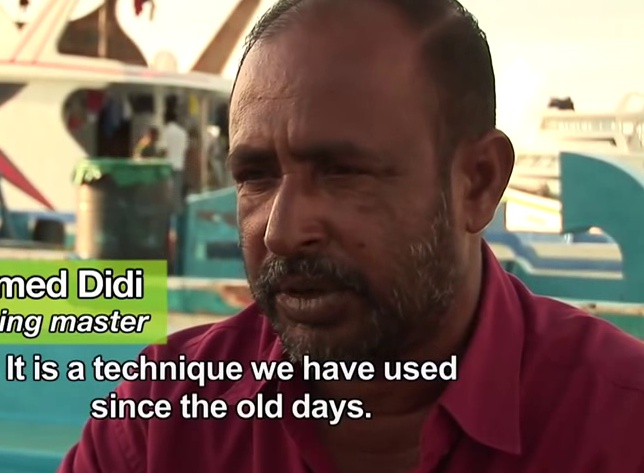 med Didi
ing master
It is a technique we have used
since the old days.